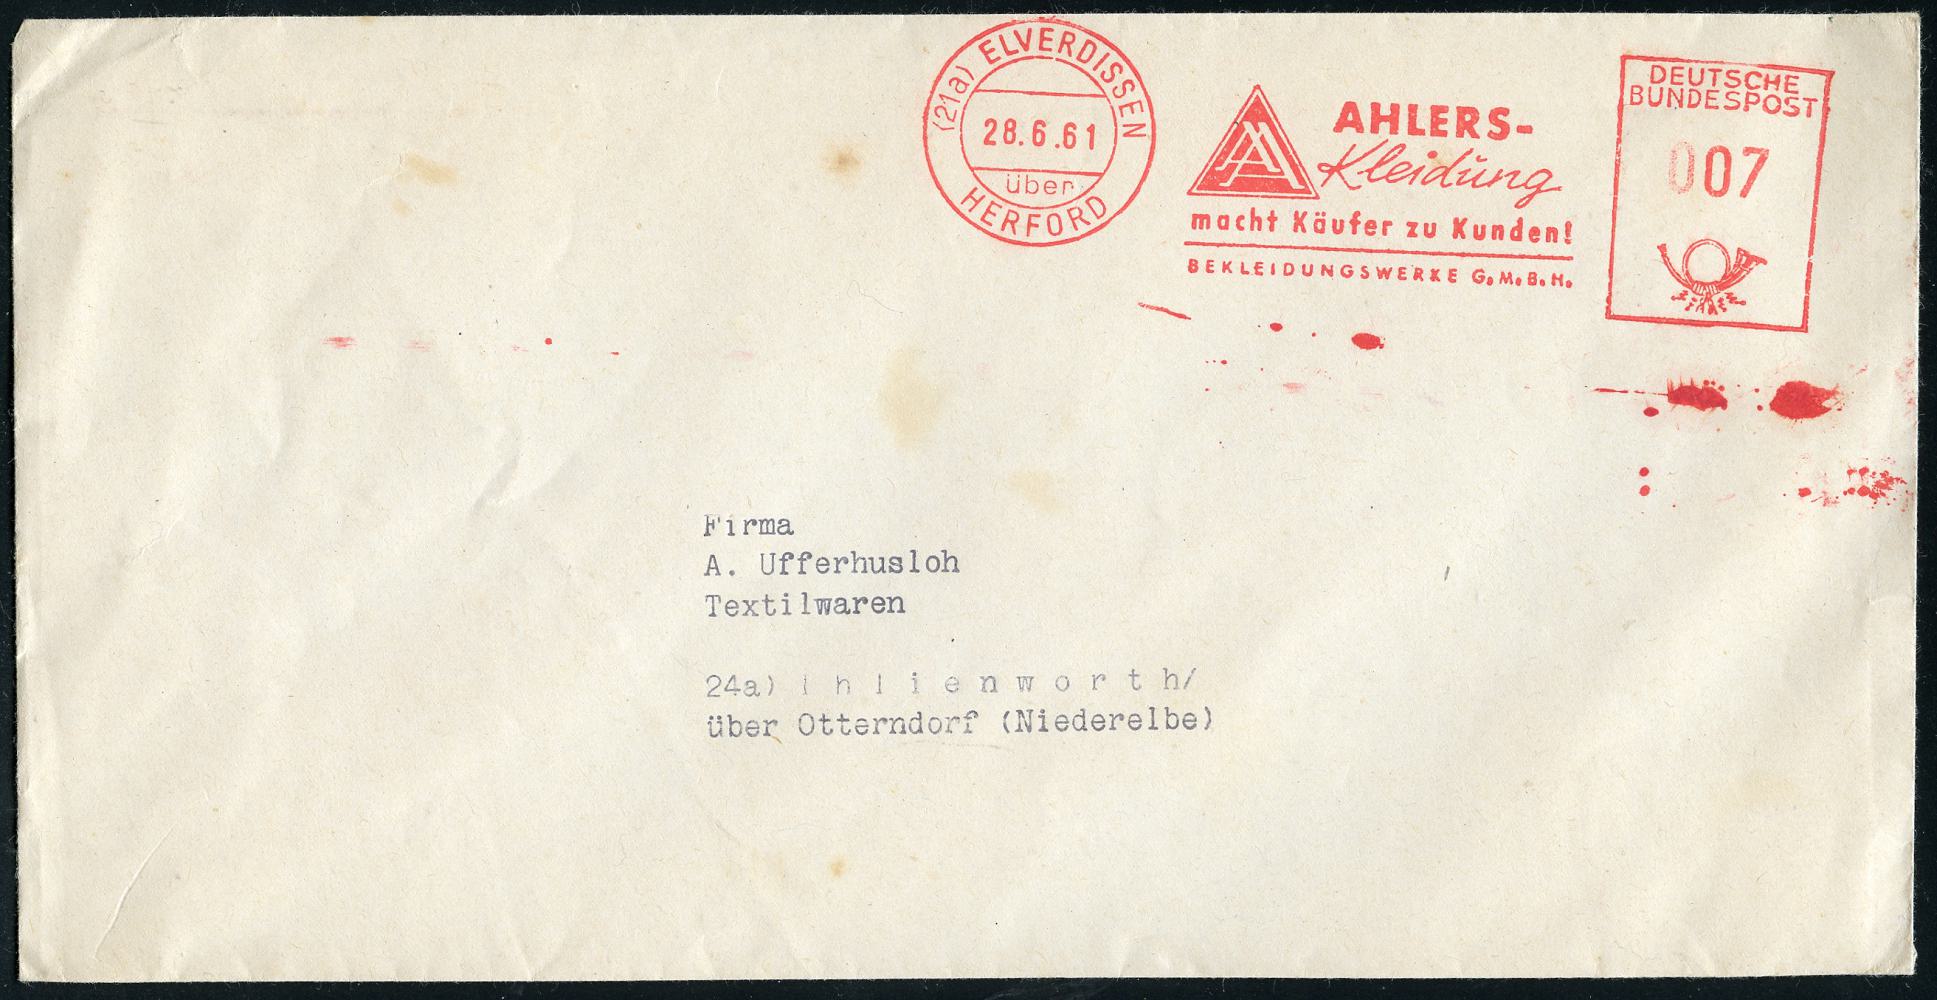 (21a) ELVERDISSEN
28.6.61
über
HERFORD
AHLERS-
Kleidung
macht Käufer zu Kunden!
BEKLEIDUNGSWERKE G.M.B.H.
DEUTSCHE
BUNDESPOST
007
Firma
A. Ufferhusloh
Textilwaren
24a) I h l i e n w o r t h/
über Otterndorf (Niederelbe)